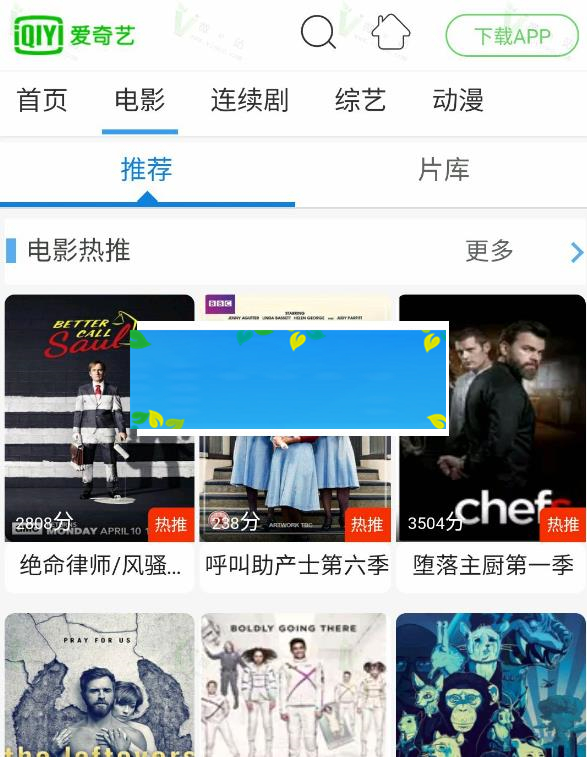 iQIYI 爱奇艺
下载APP
首页 电影 连续剧 综艺 动漫
推荐 片库
电影热推 更多
BETTER
CALL
Saul
2808分
热推
MONDAY APRIL 10
绝命律师/风骚...
BBC
STARRING
JENNY AGUTTER LINDA BASSETT HELEN GEORGE AND JUDY PARFITT
238分
热推
ARTWORK TBC
呼叫助产士第六季
3504分
热推
chefs
堕落主厨第一季
PRAY FOR US
the leftovers
BOLDLY GOING THERE